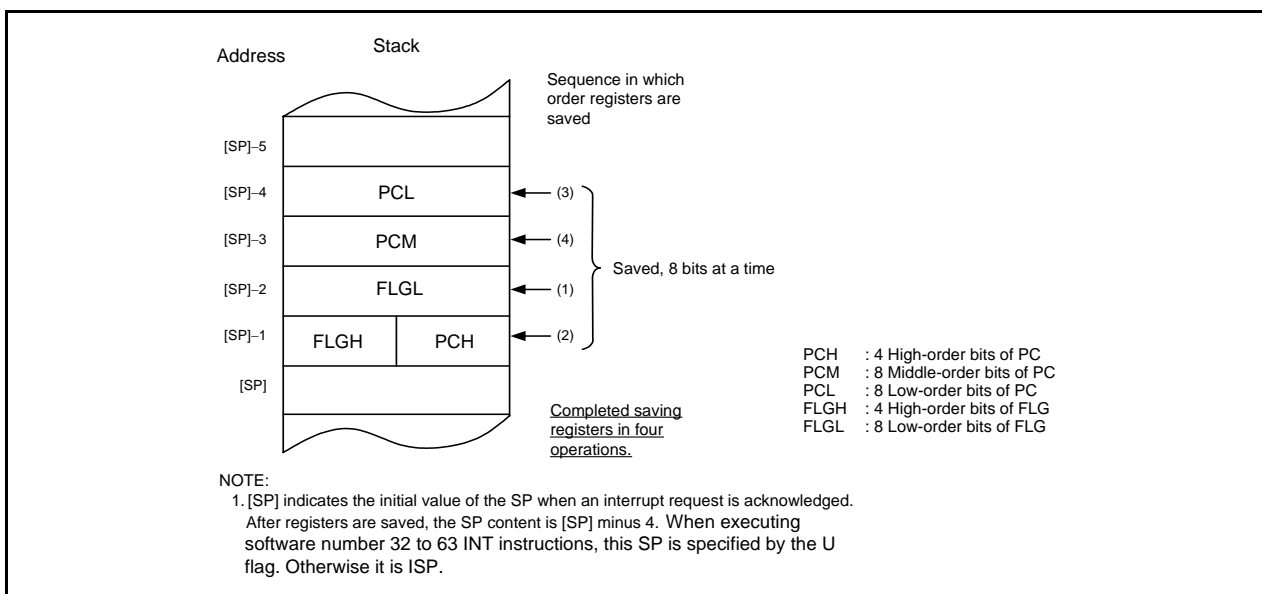 Address
Stack
Sequence in which
order registers are
saved
[SP]−5
[SP]−4
PCL
(3)
[SP]−3
PCM
(4)
Saved, 8 bits at a time
[SP]−2
FLGL
(1)
[SP]−1
FLGH
PCH
(2)
[SP]
PCH : 4 High-order bits of PC
PCM : 8 Middle-order bits of PC
PCL : 8 Low-order bits of PC
FLGH : 4 High-order bits of FLG
FLGL : 8 Low-order bits of FLG
Completed saving
registers in four
operations.
NOTE:
1. [SP] indicates the initial value of the SP when an interrupt request is acknowledged.
After registers are saved, the SP content is [SP] minus 4. When executing
software number 32 to 63 INT instructions, this SP is specified by the U
flag. Otherwise it is ISP.